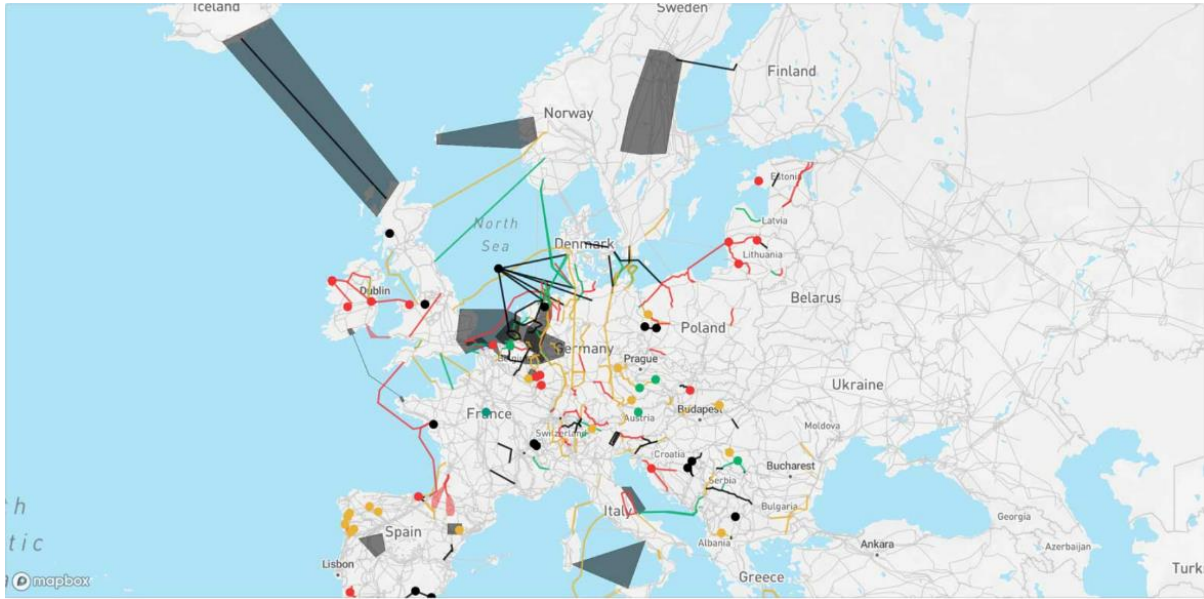 Iceland
Sweden
Finland
Norway
North
Sea
Estonia
Latvia
Denmark
Lithuania
Dublin
Belarus
Poland
Germany
Prague
Ukraine
France
Austria
Budapest
Switzerland
Moldova
Croatia
Bucharest
Serbia
Italy
Bulgaria
Spain
Georgia
Albania
Ankara
Azerbaijan
Lisbon
Greece
Turk
mapbox